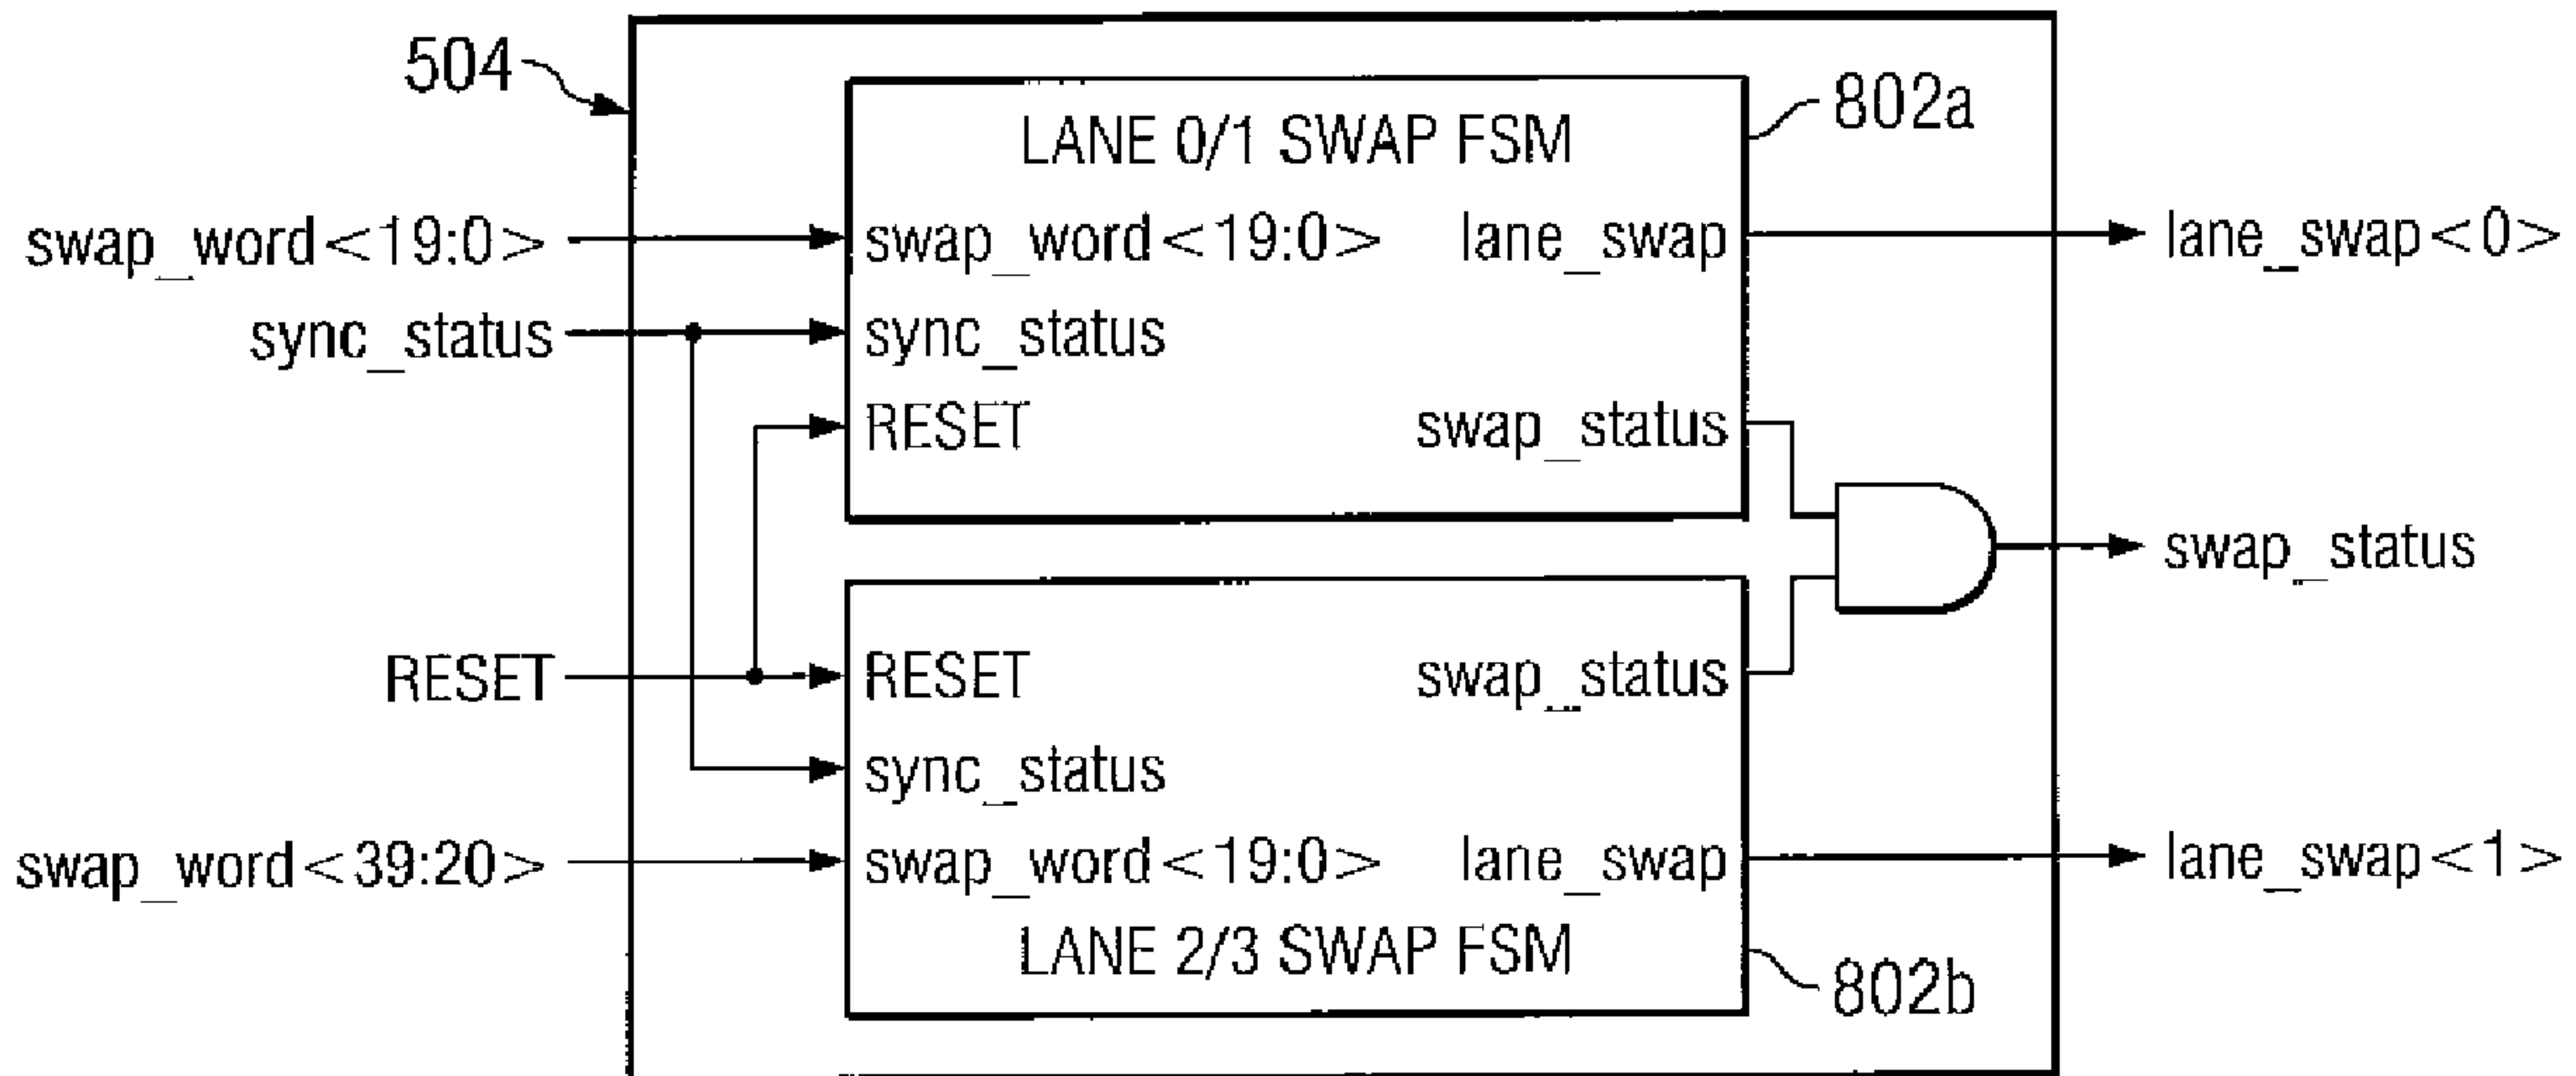 504
802a
LANE 0/1 SWAP FSM
swap_word<19:0>
swap_word<19:0>
lane_swap
lane_swap<0>
sync_status
sync_status
RESET
swap_status
swap_status
RESET
RESET
swap_status
sync_status
swap_word<39:20>
swap_word<19:0>
lane_swap
lane_swap<1>
LANE 2/3 SWAP FSM
802b